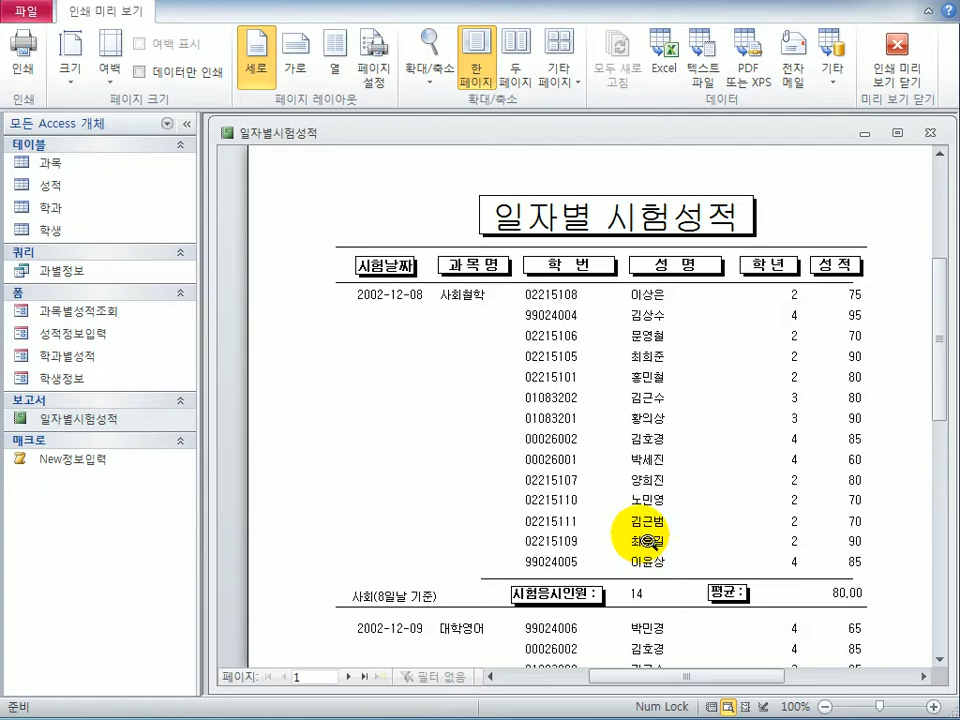 파일 인쇄 미리 보기
인쇄 크기 여백 여백 표시 데이터만 인쇄 세로 가로 열 페이지 설정 확대/축소 한 페이지 두 페이지 기타 페이지 모두 새로 고침 Excel 텍스트 파일 PDF 또는 XPS 전자 메일 기타 인쇄 미리 보기 닫기
인쇄 페이지 크기 페이지 레이아웃 확대/축소 데이터 미리 보기 닫기
모든 Access 개체
테이블
과목
성적
학과
학생
쿼리
과별정보
폼
과목별성적조회
성적정보입력
학과별성적
학생정보
보고서
일자별시험성적
매크로
New정보입력
일자별시험성적
일자별 시험성적
시험날짜 과목명 학 번 성 명 학년 성적
2002-12-08 사회철학 02215108 이상은 2 75
99024004 김상수 4 95
02215106 문영철 2 70
02215105 최희준 2 90
02215101 홍민철 2 80
01083202 김근수 3 80
01083201 황의상 3 90
00026002 김호경 4 85
00026001 박세진 4 60
02215107 양희진 2 80
02215110 노민영 2 70
02215111 김근범 2 70
02215109 2 90
99024005 이윤상 4 85
사회(8일날 기준) 시험응시인원 : 14 평균 : 80.00
2002-12-09 대학영어 99024006 박민경 4 65
00026002 김호경 4 85
페이지: 1 필터 없음
준비 Num Lock 100%